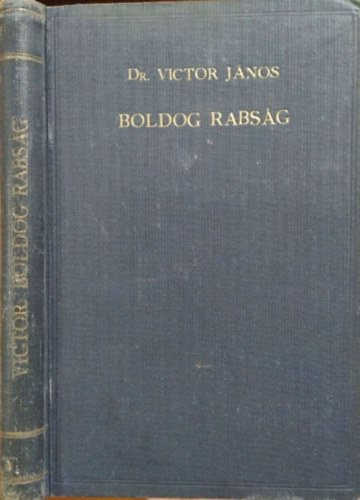 DR. VICTOR JÁNOS
BOLDOG RABSÁG
VICTOR BOLDOG RABSÁG